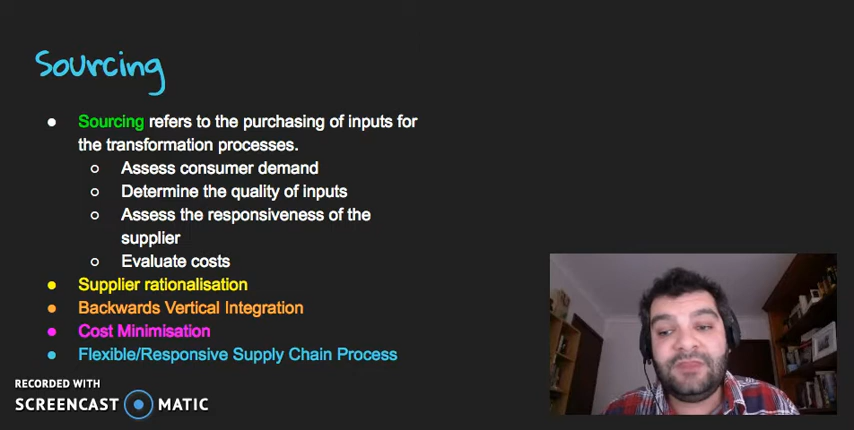 Sourcing
Sourcing refers to the purchasing of inputs for
the transformation processes.
Assess consumer demand
Determine the quality of inputs
Assess the responsiveness of the
supplier
Evaluate costs
Supplier rationalisation
Backwards Vertical Integration
Cost Minimisation
Flexible/Responsive Supply Chain Process
RECORDED WITH
SCREENCAST MATIC